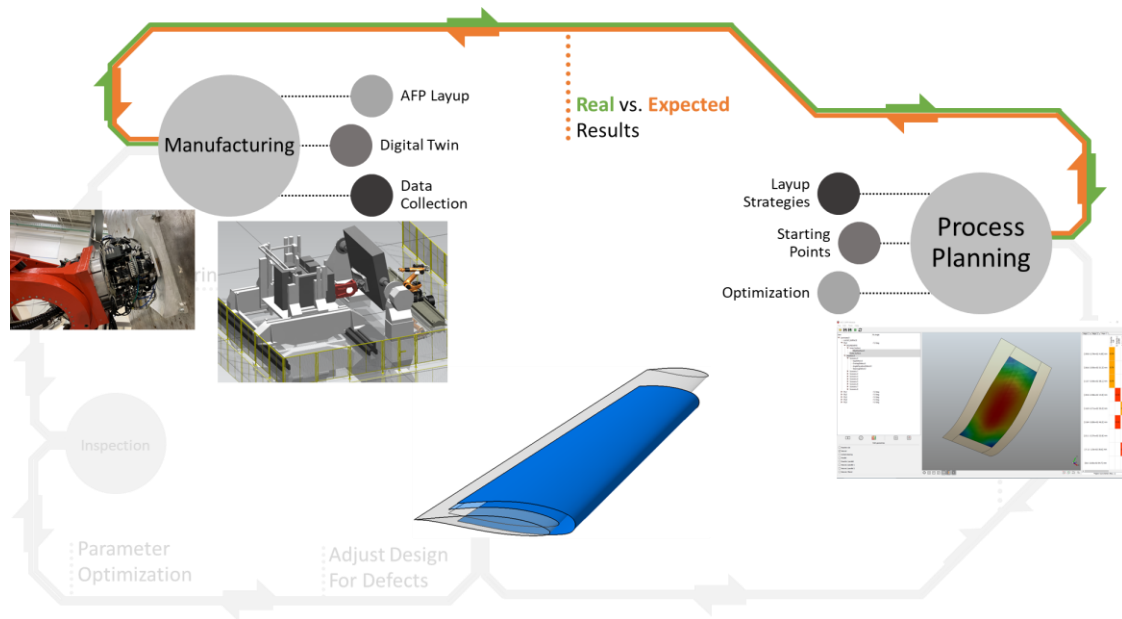 Real vs. Expected
Results
Manufacturing
AFP Layup
Digital Twin
Data
Collection
Process
Planning
Layup
Strategies
Starting
Points
Optimization
Inspection
Parameter
Optimization
Adjust Design
For Defects